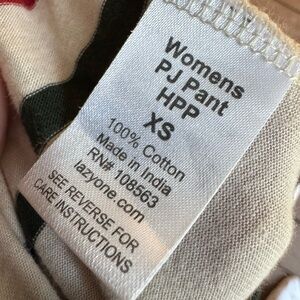 Womens
PJ Pant
HPP
XS
100% Cotton
Made in India
RN# 108563
lazyone.com
SEE REVERSE FOR
CARE INSTRUCTIONS